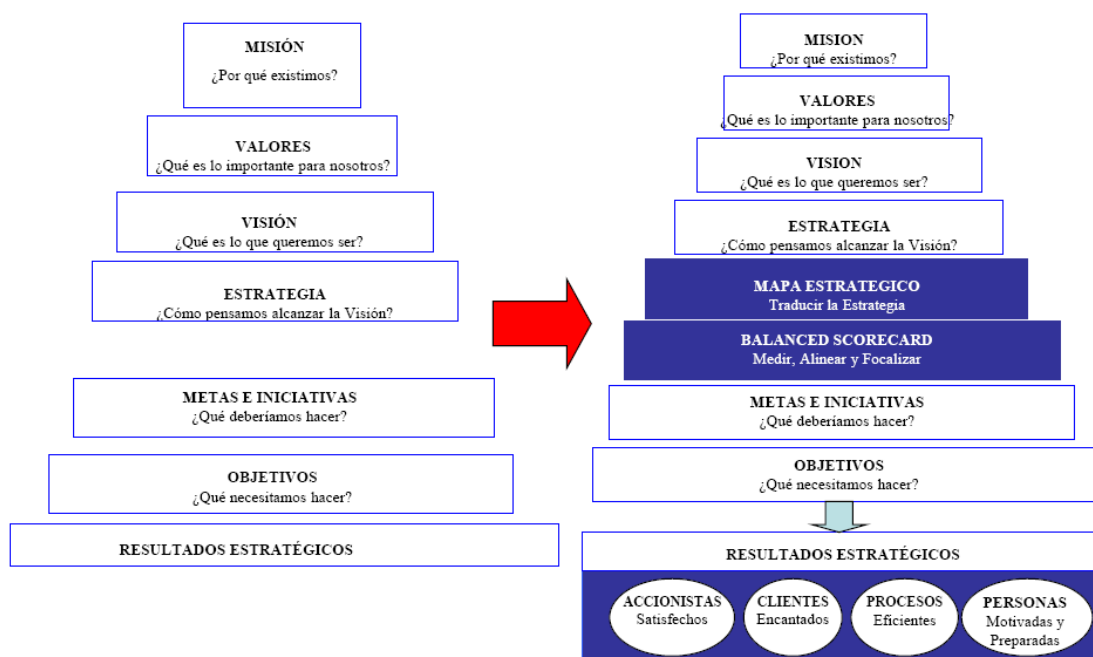 MISIÓN
¿Por qué existimos?
VALORES
¿Qué es lo importante para nosotros?
VISIÓN
¿Qué es lo que queremos ser?
ESTRATEGIA
¿Cómo pensamos alcanzar la Visión?
METAS E INICIATIVAS
¿Qué deberíamos hacer?
OBJETIVOS
¿Qué necesitamos hacer?
RESULTADOS ESTRATÉGICOS
MISION
¿Por qué existimos?
VALORES
¿Qué es lo importante para nosotros?
VISION
¿Qué es lo que queremos ser?
ESTRATEGIA
¿Cómo pensamos alcanzar la Visión?
MAPA ESTRATEGICO
Traducir la Estrategia
BALANCED SCORECARD
Medir, Alinear y Focalizar
METAS E INICIATIVAS
¿Qué deberíamos hacer?
OBJETIVOS
¿Qué necesitamos hacer?
RESULTADOS ESTRATÉGICOS
ACCIONISTAS
Satisfechos
CLIENTES
Encantados
PROCESOS
Eficientes
PERSONAS
Motivadas y
Preparadas